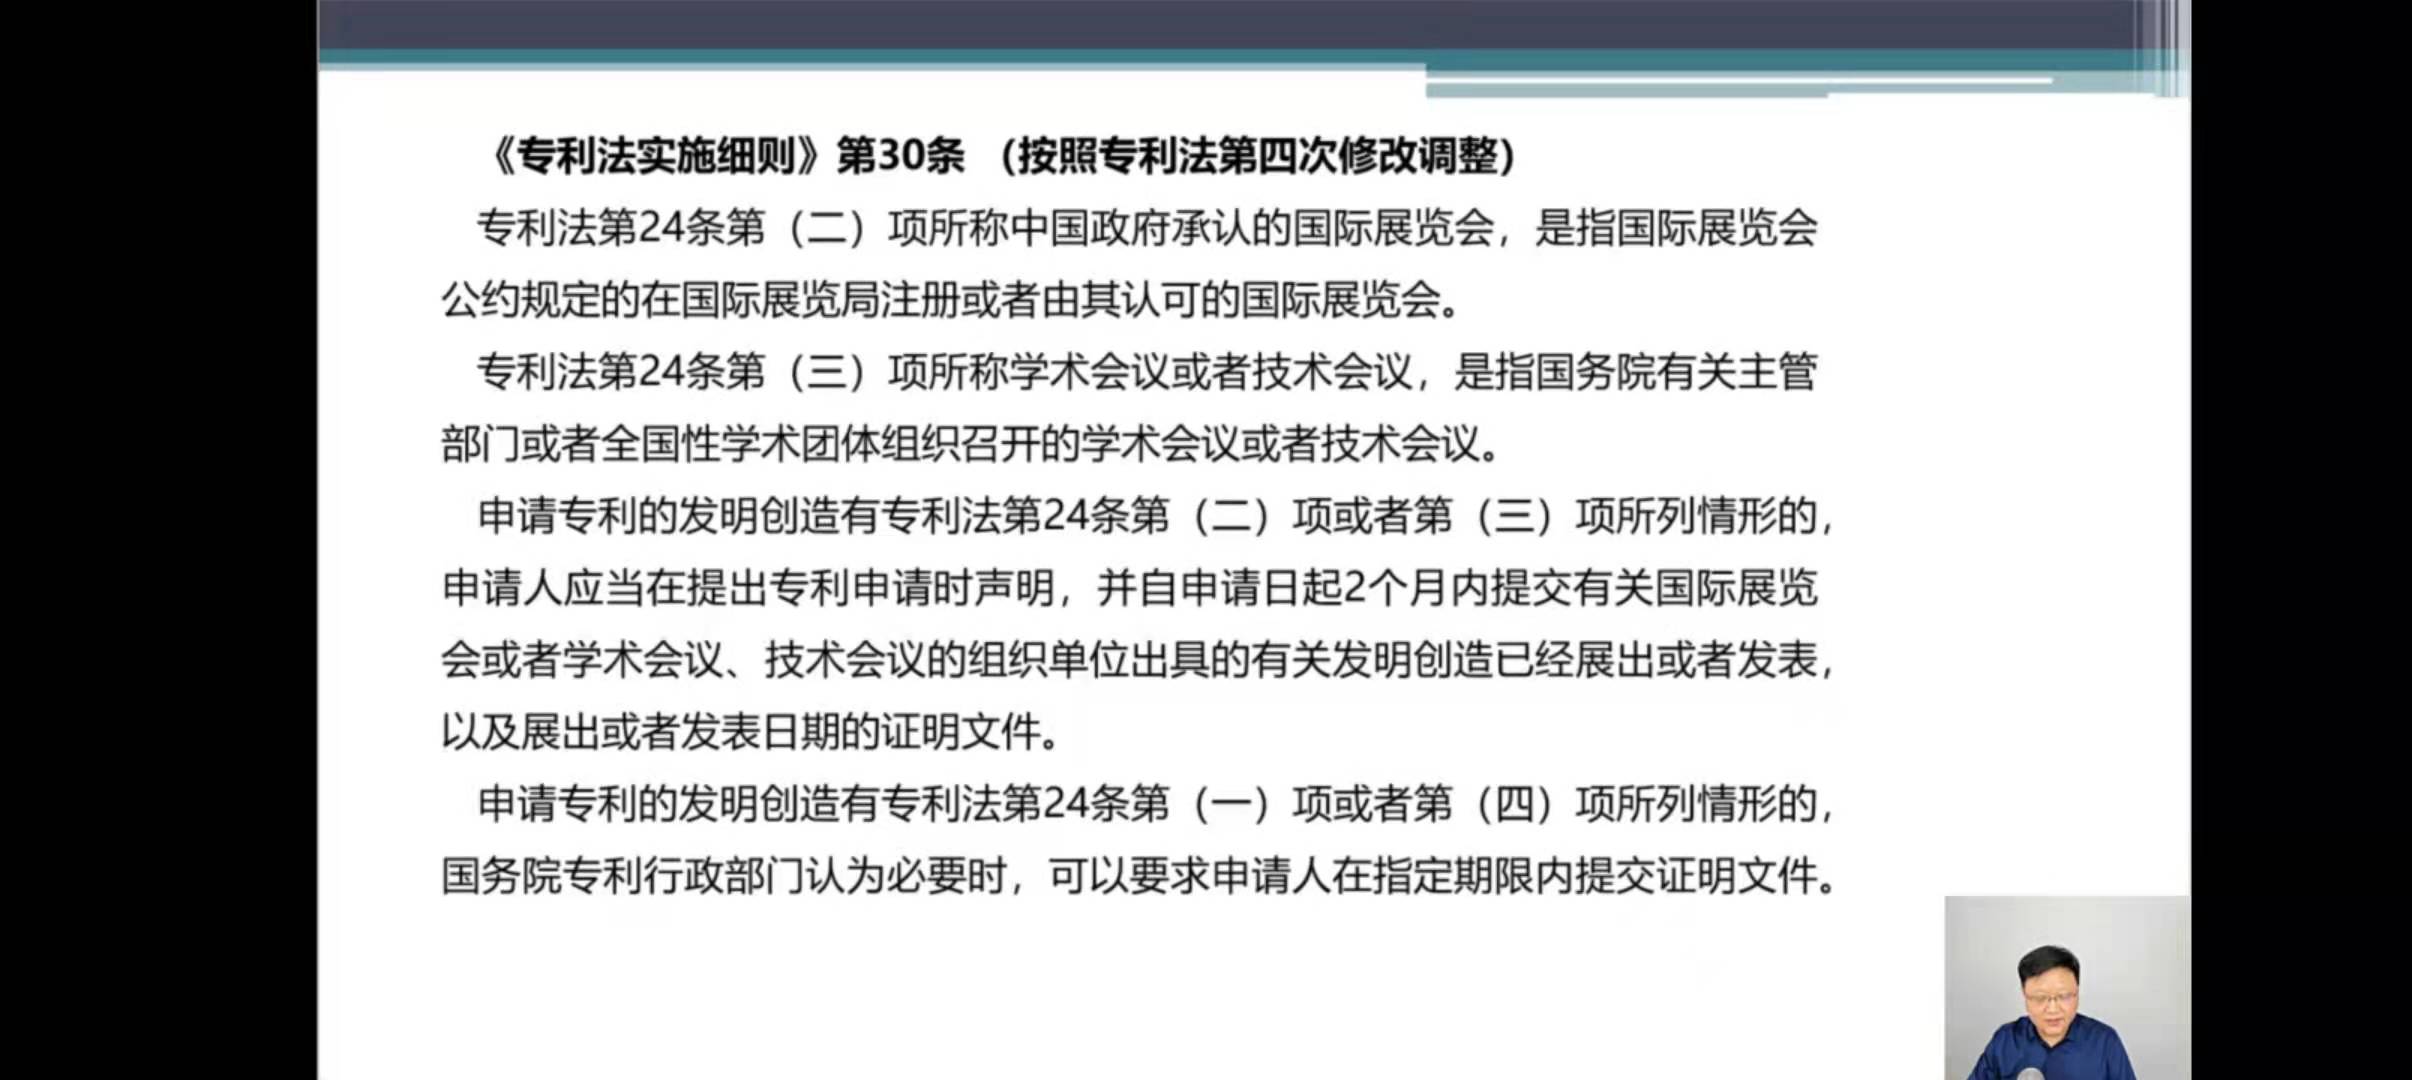 《专利法实施细则》第30条 （按照专利法第四次修改调整）
专利法第24条第（二）项所称中国政府承认的国际展览会，是指国际展览会
公约规定的在国际展览局注册或者由其认可的国际展览会。
专利法第24条第（三）项所称学术会议或者技术会议，是指国务院有关主管
部门或者全国性学术团体组织召开的学术会议或者技术会议。
申请专利的发明创造有专利法第24条第（二）项或者第（三）项所列情形的，
申请人应当在提出专利申请时声明，并自申请日起2个月内提交有关国际展览
会或者学术会议、技术会议的组织单位出具的有关发明创造已经展出或者发表，
以及展出或者发表日期的证明文件。
申请专利的发明创造有专利法第24条第（一）项或者第（四）项所列情形的，
国务院专利行政部门认为必要时，可以要求申请人在指定期限内提交证明文件。